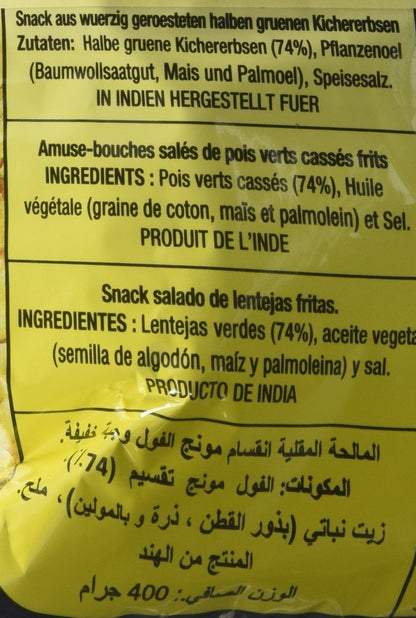 Snack aus wuerzig geroesteten halben gruenen Kichererbsen
Zutaten: Halbe gruene Kichererbsen (74%), Pflanzenoel
(Baumwollsaatgut, Mais und Palmoel), Speisesalz.
IN INDIEN HERGESTELLT FUER
Amuse-bouches salés de pois verts cassés frits
INGREDIENTS : Pois verts cassés (74%), Huile
végétale (graine de coton, maïs et palmolein) et Sel.
PRODUIT DE L'INDE
Snack salado de lentejas fritas.
INGREDIENTES : Lentejas verdes (74%), aceite vegeta
(semilla de algodón, maíz y palmoleina) y sal.
PRODUCTO DE INDIA
المالحة المقلية انقسام مونج الفول وجبة خفيفة.
المكونات: الفول مونج تقسيم (74٪)،
زيت نباتي (بذور القطن ، ذرة و بالمولين)، ملح.
المنتج من الهند
الوزن الصافي: 400 جرام